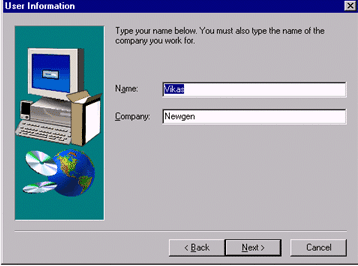 User Information
Type your name below. You must also type the name of the
company you work for.
Name:
Vikas
Company:
Newgen
< Back
Next >
Cancel